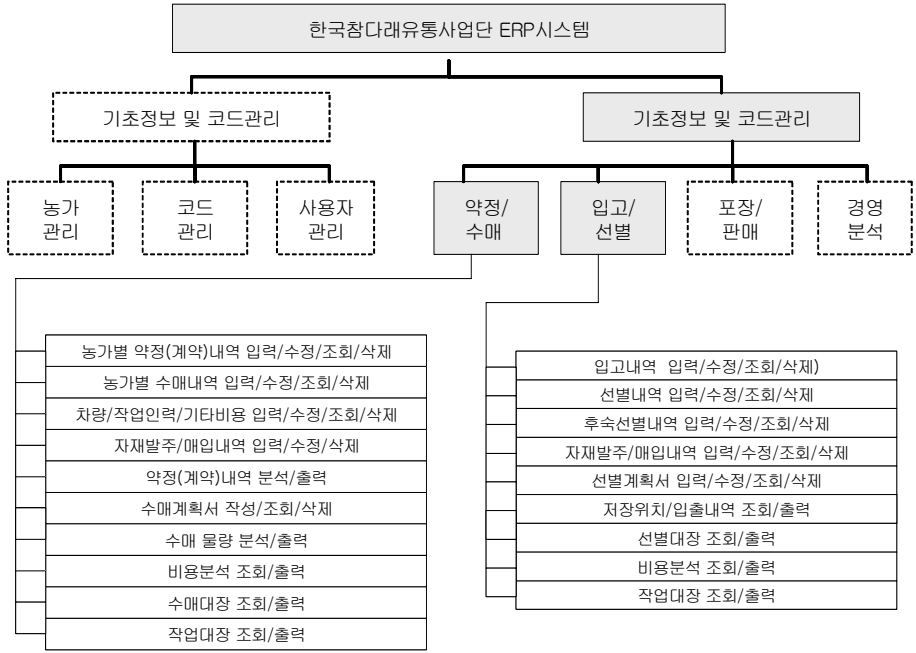 한국참다래유통사업단 ERP시스템
기초정보 및 코드관리
기초정보 및 코드관리
농가
관리
코드
관리
사용자
관리
약정/
수매
입고/
선별
포장/
판매
경영
분석
농가별 약정(계약)내역 입력/수정/조회/삭제
농가별 수매내역 입력/수정/조회/삭제
차량/작업인력/기타비용 입력/수정/조회/삭제
자재발주/매입내역 입력/수정/삭제
약정(계약)내역 분석/출력
수매계획서 작성/조회/삭제
수매 물량 분석/출력
비용분석 조회/출력
수매대장 조회/출력
작업대장 조회/출력
입고내역 입력/수정/조회/삭제)
선별내역 입력/수정/조회/삭제
후숙선별내역 입력/수정/조회/삭제
자재발주/매입내역 입력/수정/조회/삭제
선별계획서 입력/수정/조회/삭제
저장위치/입출내역 조회/출력
선별대장 조회/출력
비용분석 조회/출력
작업대장 조회/출력